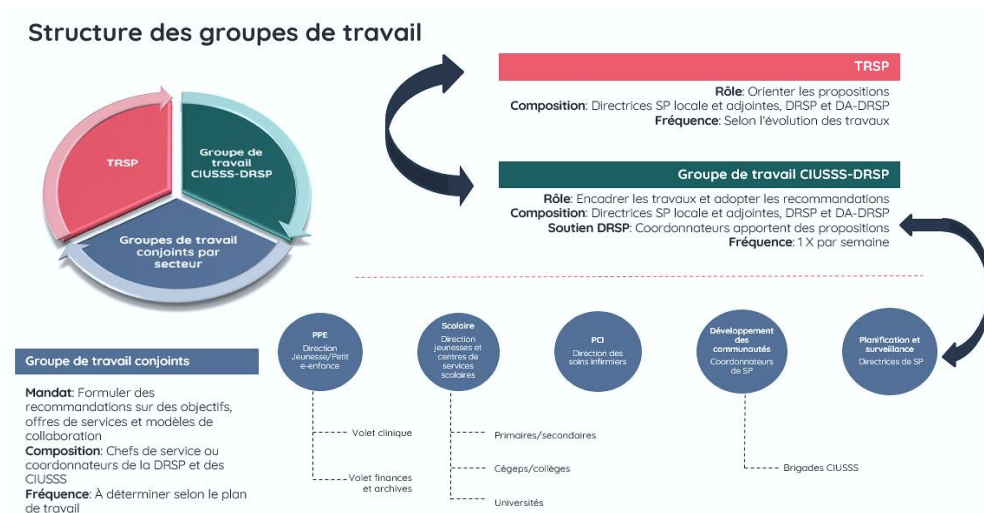 Structure des groupes de travail
TRSP
Groupe de
travail
CIUSSS-DRSP
Groupes de travail
conjoints par
secteur
TRSP
Rôle: Orienter les propositions
Composition: Directrices SP locale et adjointes, DRSP et DA-DRSP
Fréquence: Selon l'évolution des travaux
Groupe de travail CIUSSS-DRSP
Rôle: Encadrer les travaux et adopter les recommandations
Composition: Directrices SP locale et adjointes, DRSP et DA-DRSP
Soutien DRSP: Coordonnateurs apportent des propositions
Fréquence: 1 X par semaine
Groupe de travail conjoints
Mandat: Formuler des
recommandations sur des objectifs,
offres de services et modèles de
collaboration
Composition: Chefs de service ou
coordonnateurs de la DRSP et des
CIUSSS
Fréquence: À déterminer selon le plan
de travail
PPE
Direction
Jeunesse/Petit
e-enfance
Volet clinique
Volet finances
et archives
Scolaire
Direction
jeunesses et
centres de
services
scolaires
Primaires/secondaires
Cégeps/collèges
Universités
PCI
Direction des
soins infirmiers
Développement
des
communautés
Coordonnateurs
de SP
Brigades CIUSSS
Planification et
surveillance
Directrices de SP